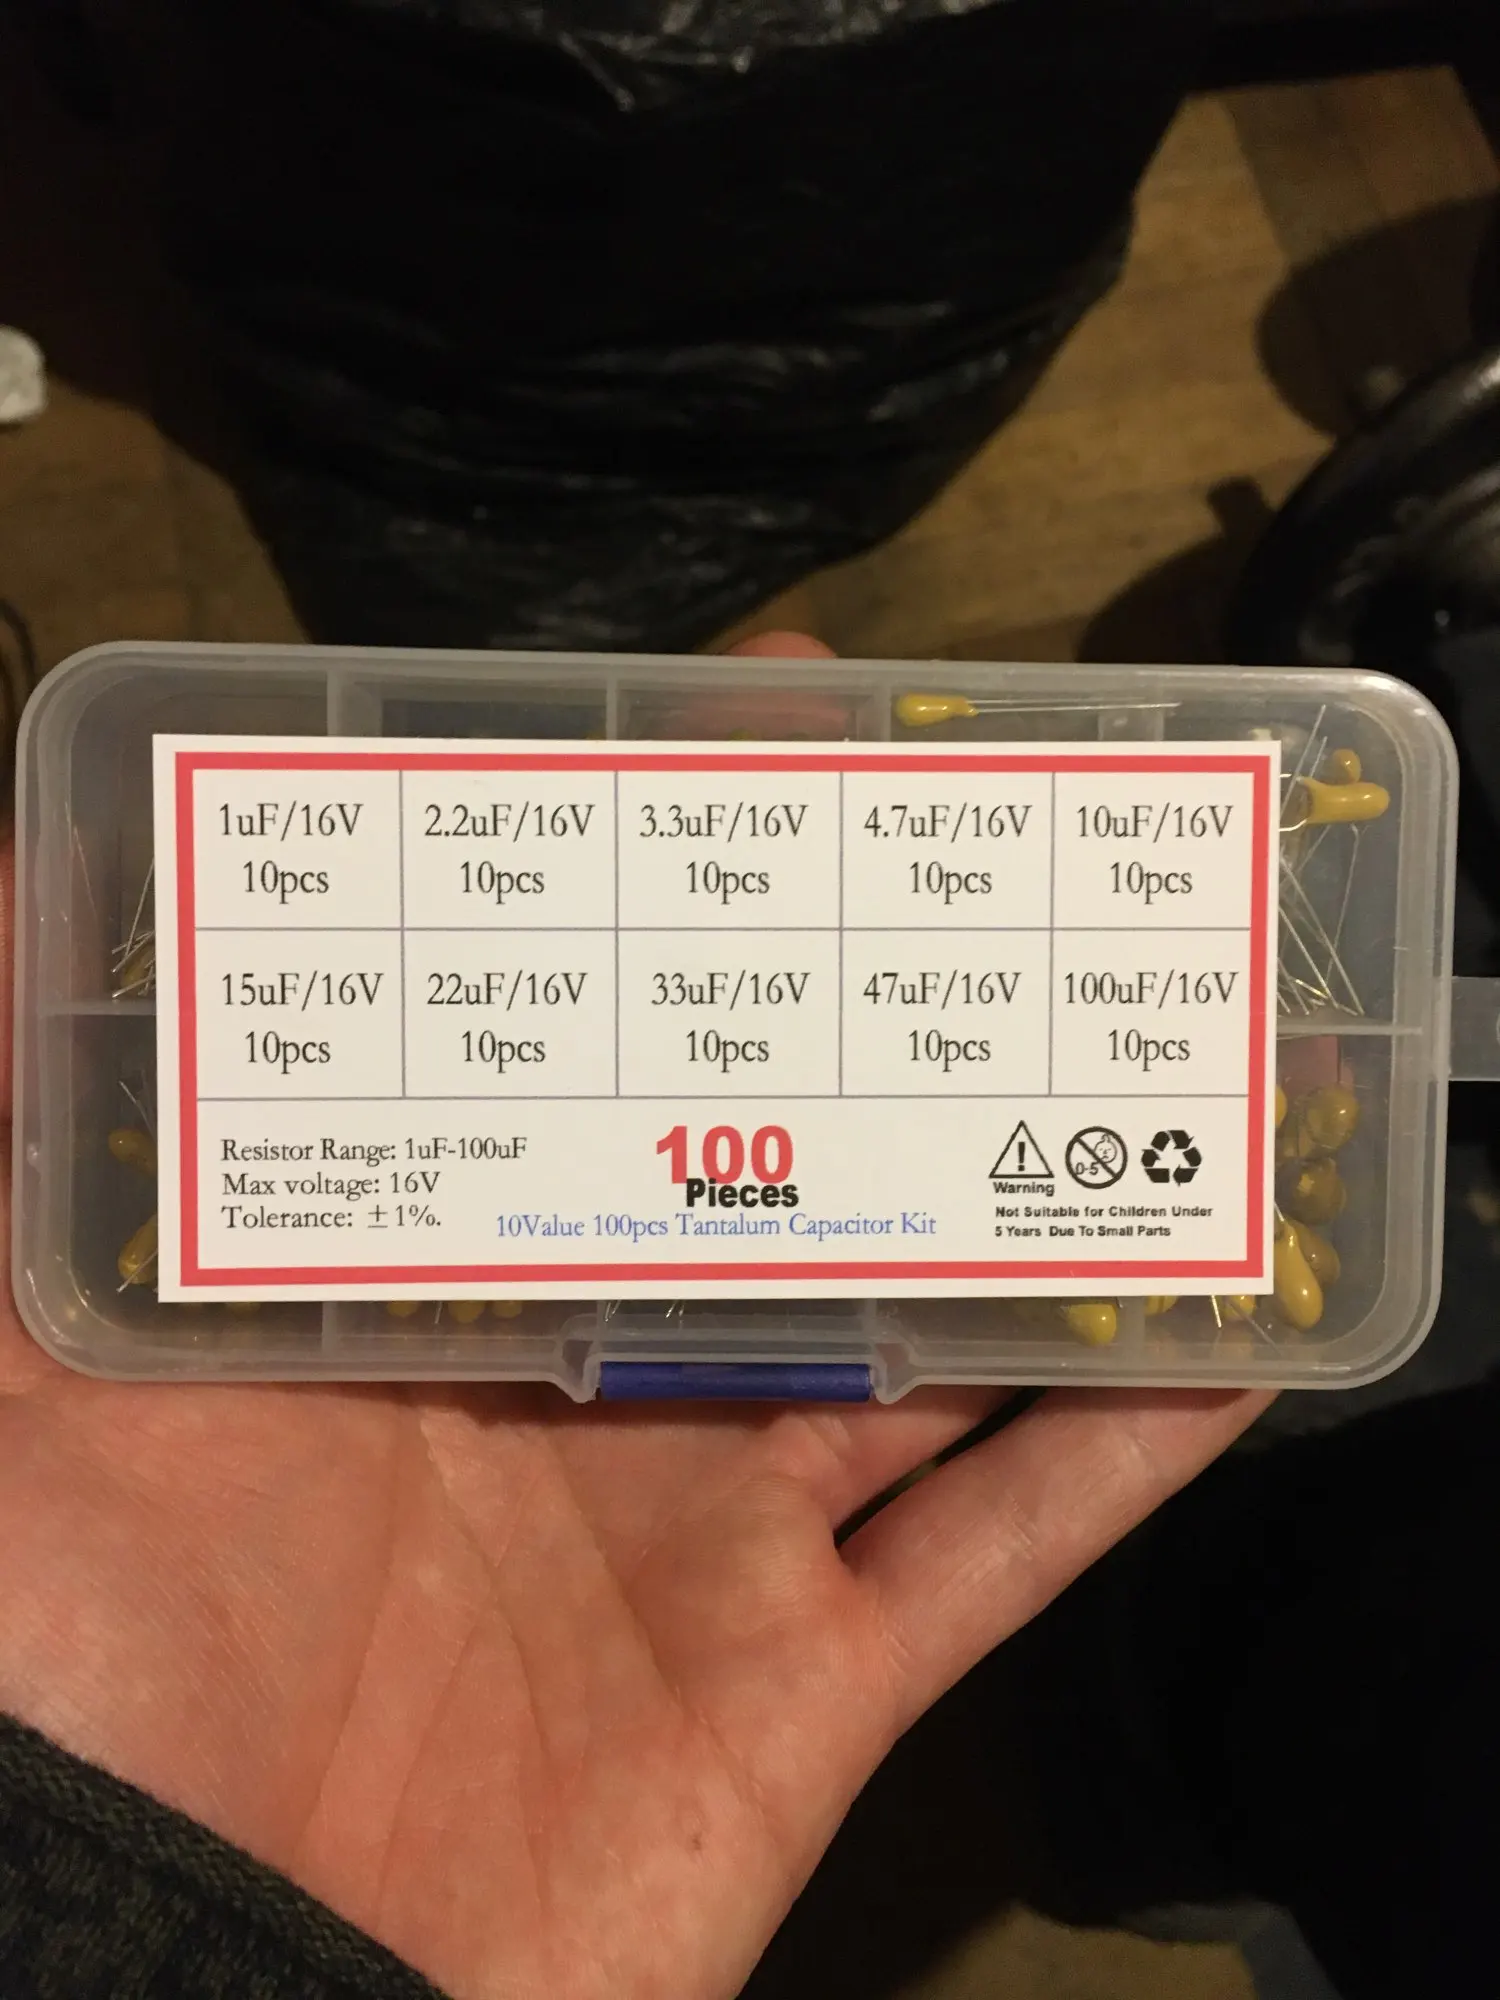 1uF/16V 2.2uF/16V 3.3uF/16V 4.7uF/16V 10uF/16V
10pcs 10pcs 10pcs 10pcs 10pcs
15uF/16V 22uF/16V 33uF/16V 47uF/16V 100uF/16V
10pcs 10pcs 10pcs 10pcs 10pcs
Resistor Range: 1uF-100uF
Max voltage: 16V
Tolerance: ±1%.
100
Pieces
10Value 100pcs Tantalum Capacitor Kit
0-5
Warning
Not Suitable for Children Under
5 Years Due To Small Parts